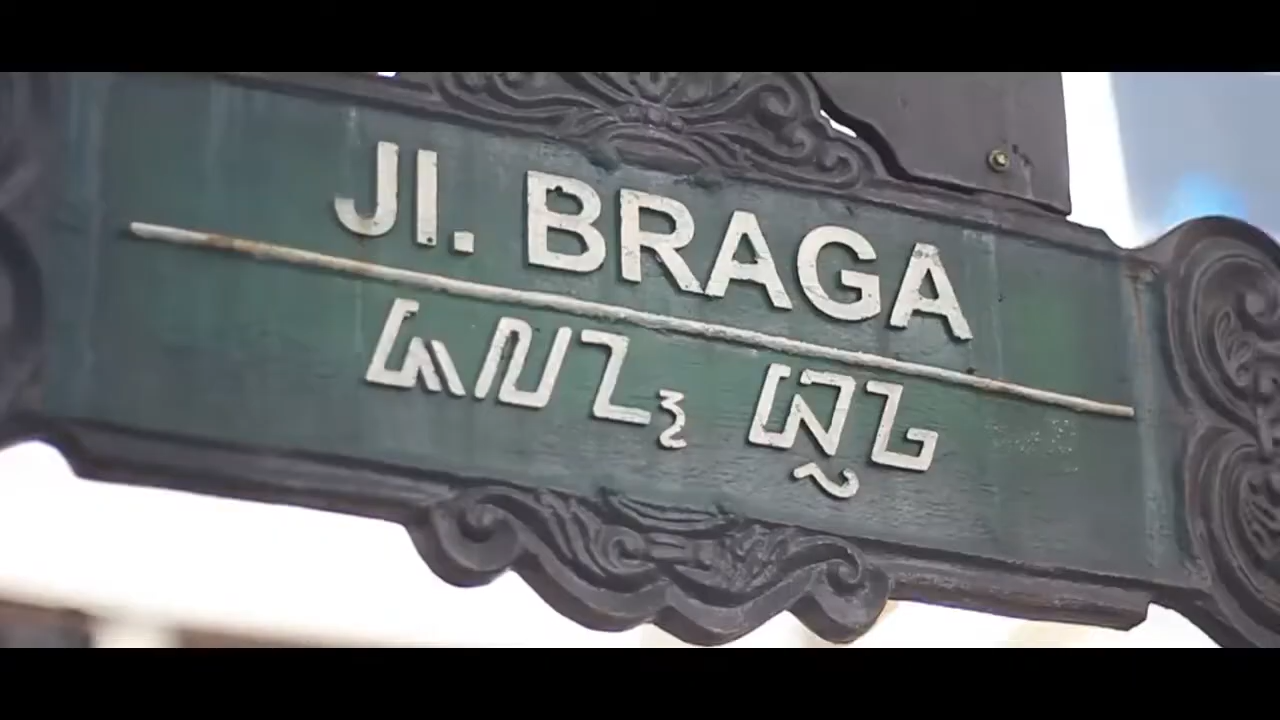 Jl. BRAGA
ᮏᮜᮔ᮪ ᮘᮢᮌ